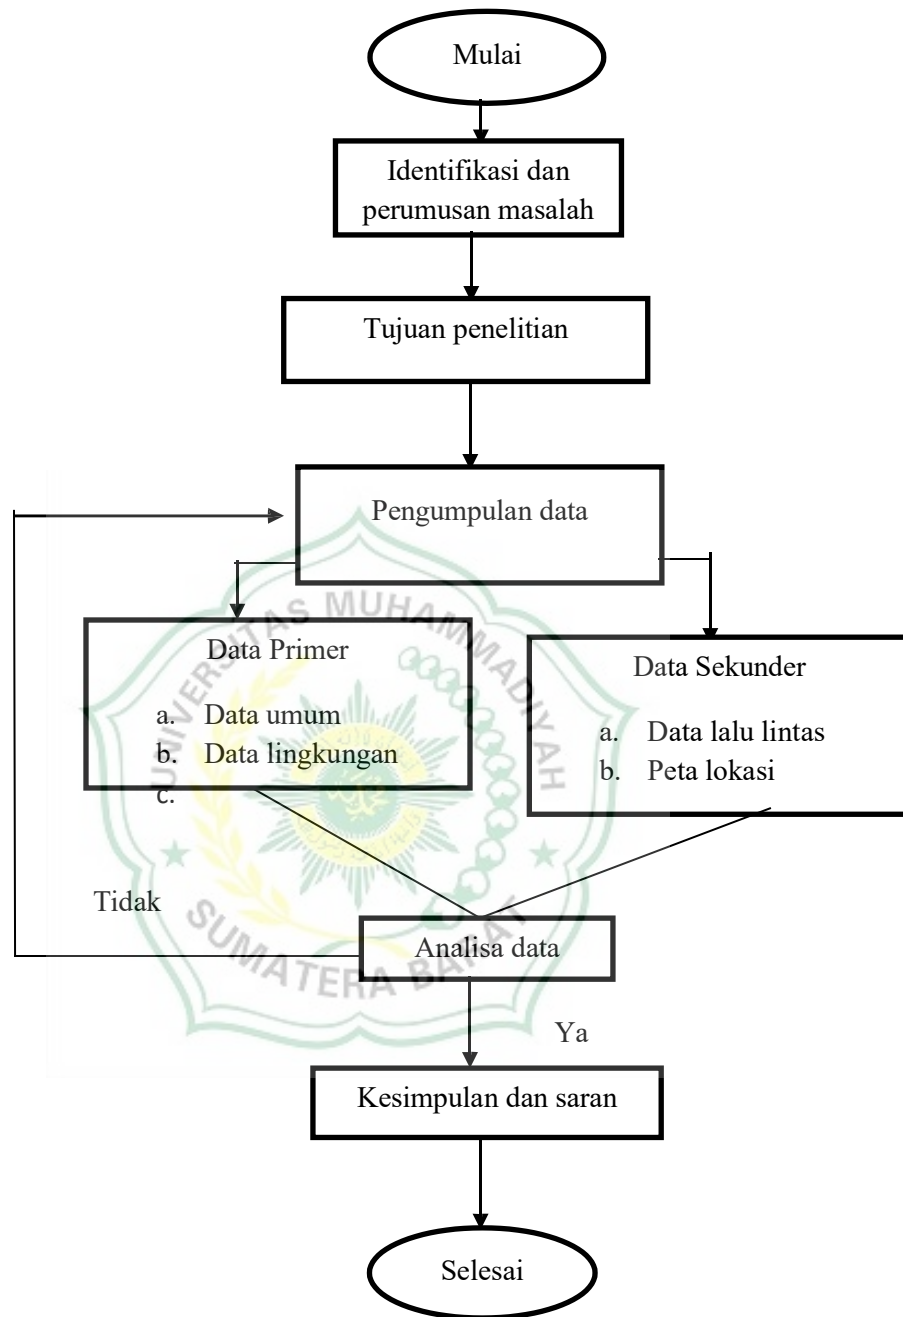 Mulai
Identifikasi dan
perumusan masalah
Tujuan penelitian
Pengumpulan data
Data Primer
a. Data umum
b. Data lingkungan
c.
Data Sekunder
a. Data lalu lintas
b. Peta lokasi
Tidak
Analisa data
Ya
Kesimpulan dan saran
Selesai
UNIVERSITAS MUHAMMADIYAH
SUMATERA BARAT